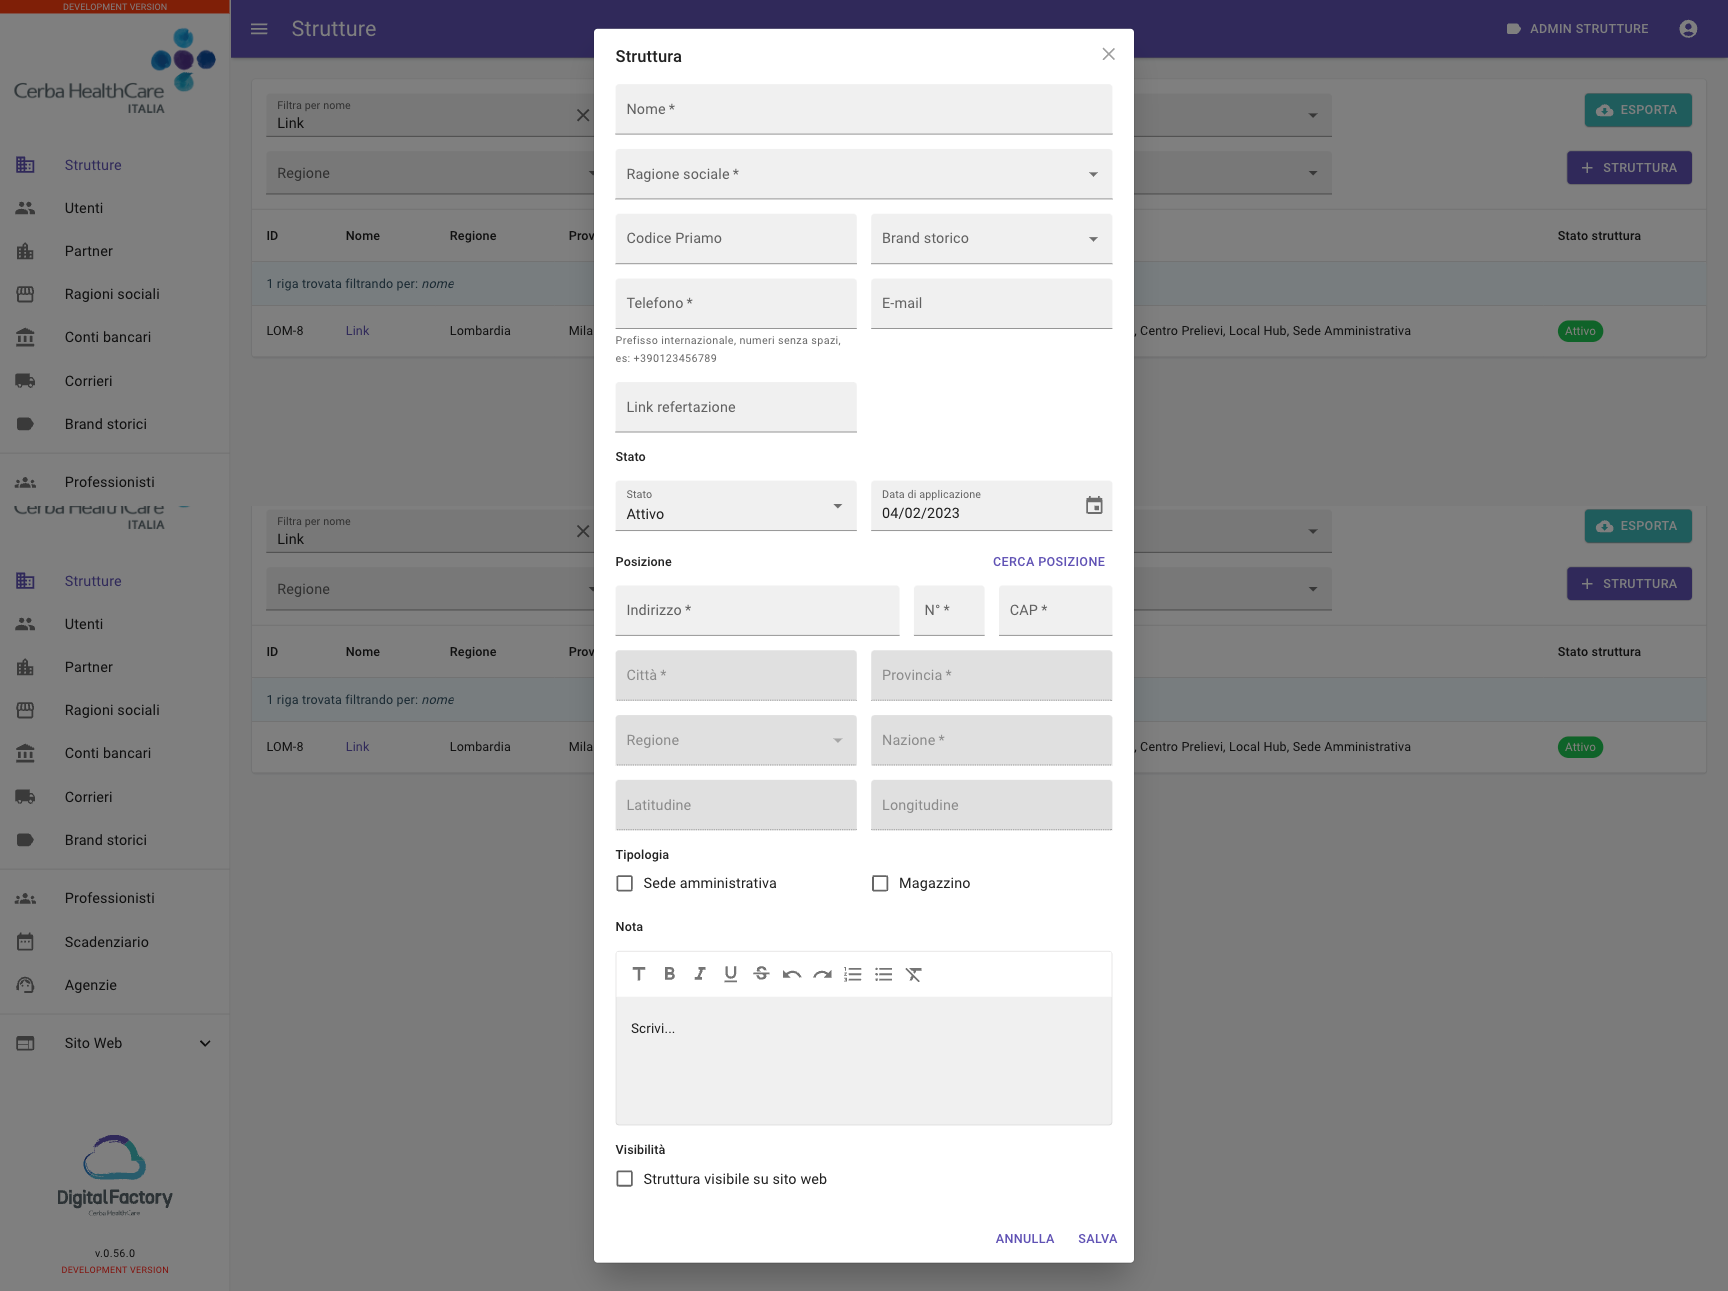 DEVELOPMENT VERSION
Cerba HealthCare
ITALIA
Strutture
Utenti
Partner
Ragioni sociali
Conti bancari
Corrieri
Brand storici
Professionisti
Cerba HealthCare
ITALIA
Strutture
Utenti
Partner
Ragioni sociali
Conti bancari
Corrieri
Brand storici
Professionisti
Scadenziario
Agenzie
Sito Web
DigitalFactory
Cerba HealthCare
v.0.56.0
DEVELOPMENT VERSION
Strutture
ADMIN STRUTTURE
Filtra per nome
Link
ESPORTA
Regione
STRUTTURA
ID Nome Regione Prov Stato struttura
1 riga trovata filtrando per: nome
LOM-8 Link Lombardia Mila , Centro Prelievi, Local Hub, Sede Amministrativa Attivo
Filtra per nome
Link
ESPORTA
Regione
STRUTTURA
ID Nome Regione Prov Stato struttura
1 riga trovata filtrando per: nome
LOM-8 Link Lombardia Mila , Centro Prelievi, Local Hub, Sede Amministrativa Attivo
Struttura
Nome *
Ragione sociale *
Codice Priamo Brand storico
Telefono * E-mail
Prefisso internazionale, numeri senza spazi,
es: +390123456789
Link refertazione
Stato
Stato Data di applicazione
Attivo 04/02/2023
Posizione CERCA POSIZIONE
Indirizzo * N° * CAP *
Città * Provincia *
Regione Nazione *
Latitudine Longitudine
Tipologia
Sede amministrativa Magazzino
Nota
Scrivi...
Visibilità
Struttura visibile su sito web
ANNULLA SALVA